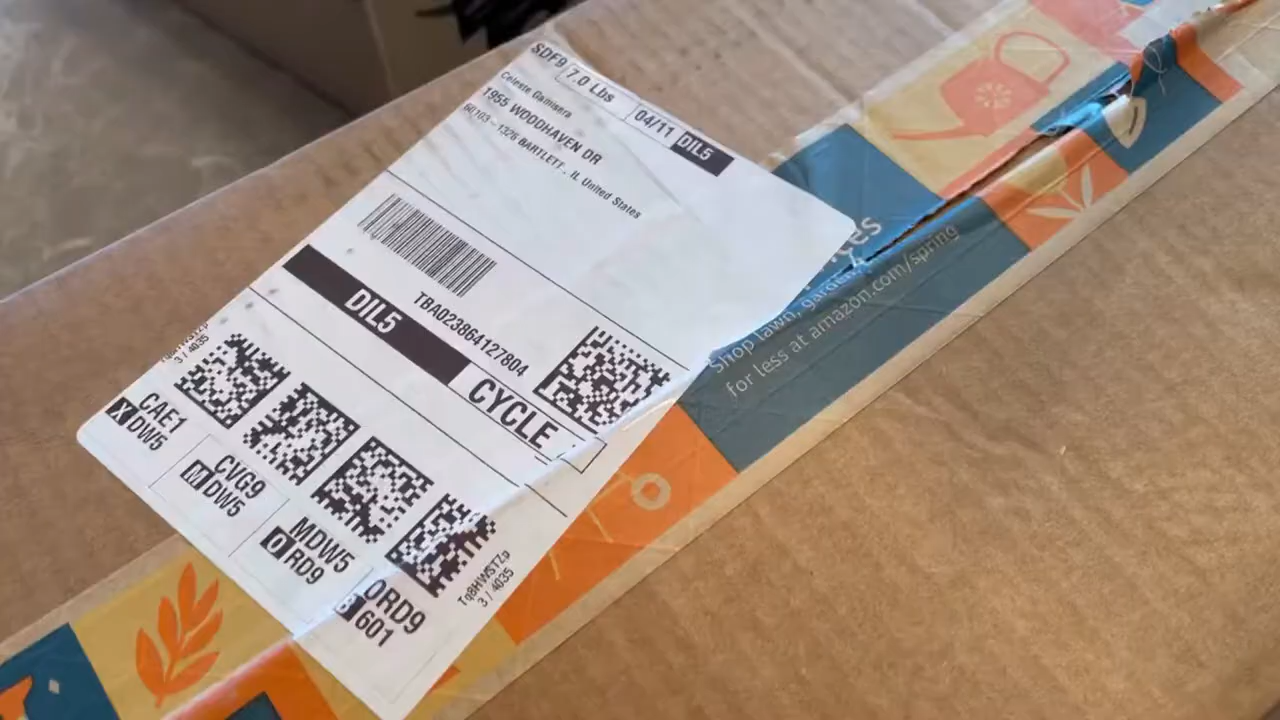 SDF9 7.0 Lbs 04/11 DIL5
Celeste Gamisera
1955 WOODHAVEN DR
60103-1326 BARTLETT, IL United States
TBA023864127804
DIL5
CYCLE
3 / 4035
CAE1
X DW5
CVG9
M DW5
MDW5
O RD9
ORD9
B 601
Tq8HWSTZp
3 / 4035
Shop lawn, garden
for less at amazon.com/spring